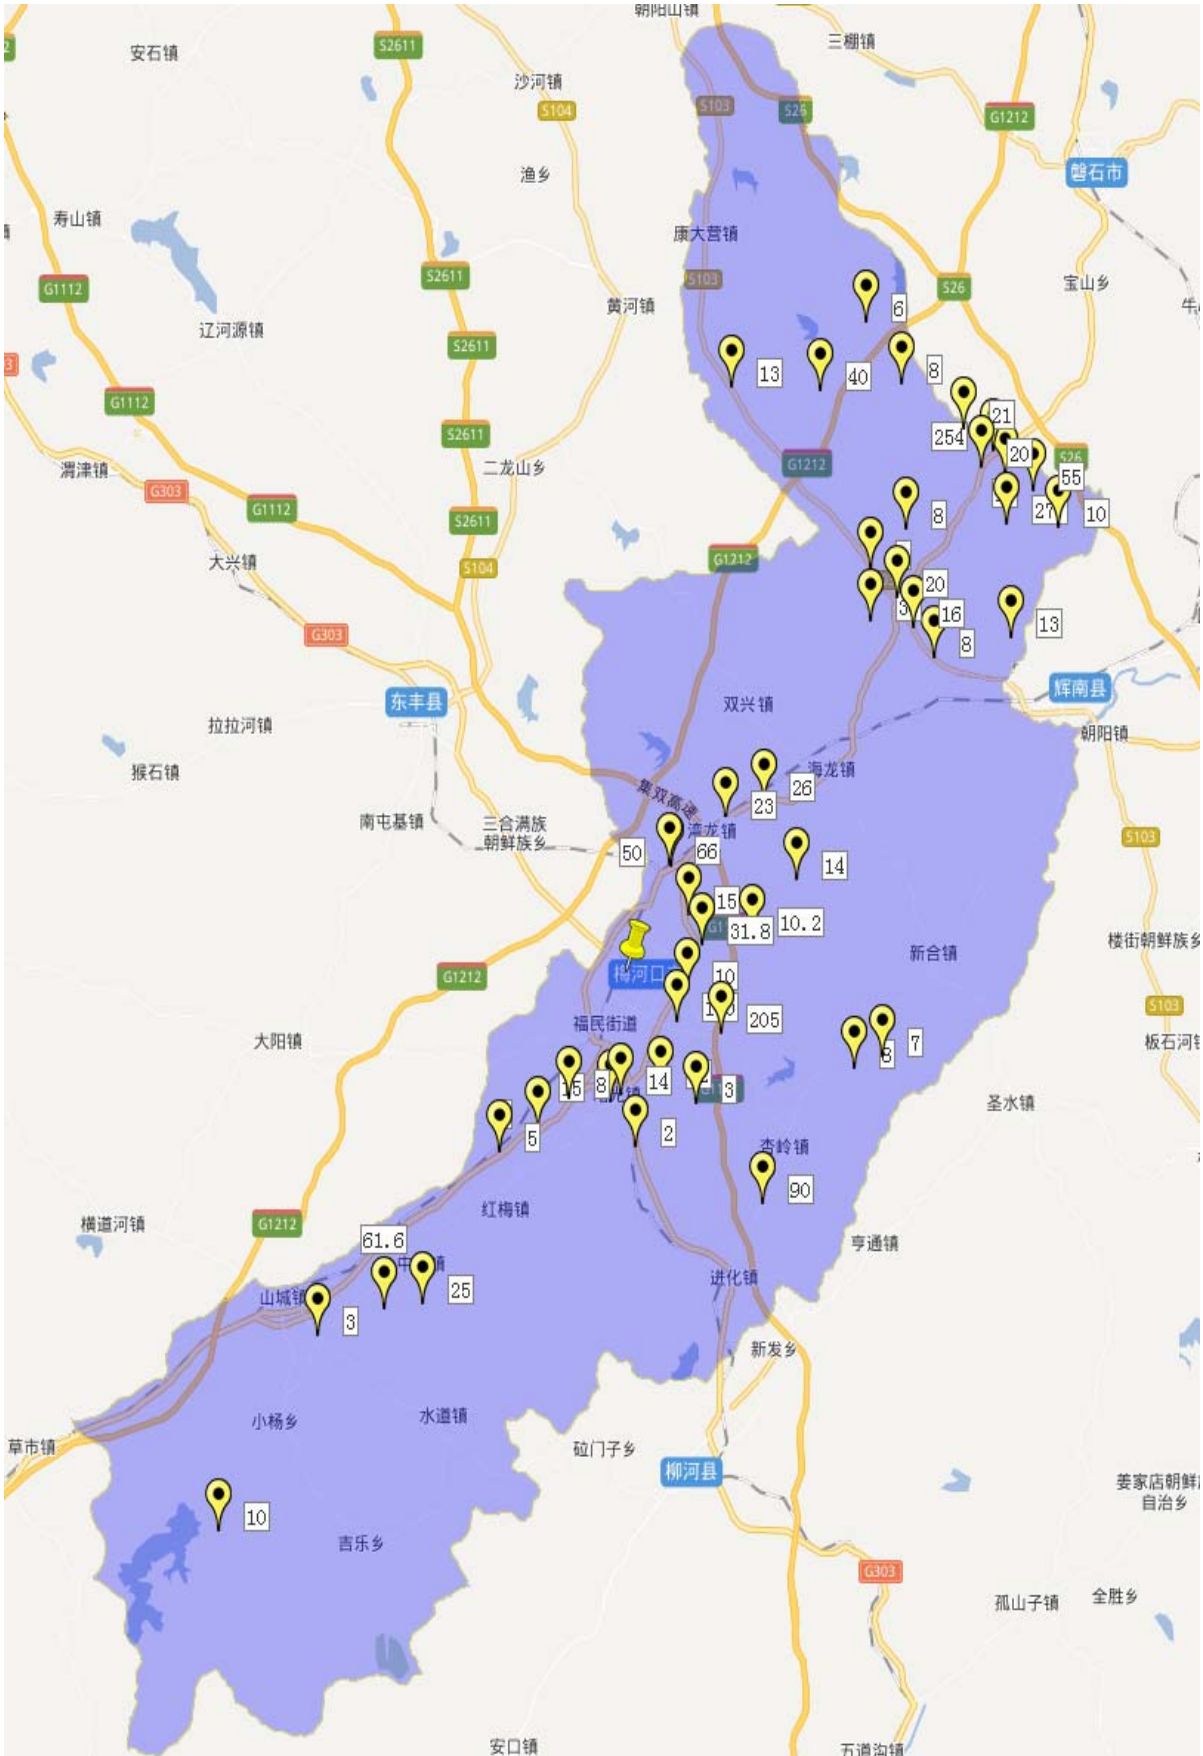 朝阳山镇
三棚镇
安石镇
S2611
沙河镇
S104
S103
S26
G1212
磐石市
渔乡
寿山镇
康大营镇
S2611
S103
G1112
S26
宝山乡
黄河镇
6
辽河源镇
S2611
13
40
8
G1112
21
254
20
S2611
二龙山乡
G1212
S26
55
渭津镇
G303
G1112
S2611
8
27
10
大兴镇
S104
G1212
20
16
13
G303
8
东丰县
双兴镇
辉南县
拉拉河镇
朝阳镇
猴石镇
海龙镇
集双高速
26
23
南屯基镇
三合满族
朝鲜族乡
湾龙镇
S103
50
66
14
15
31.8
10.2
楼街朝鲜族乡
新合镇
G1212
梅河口
10
S103
205
福民街道
大阳镇
7
8
板石河镇
15
8
14
3
圣水镇
5
2
杏岭镇
90
红梅镇
横道河镇
G1212
61.6
亨通镇
25
进化镇
山城镇
3
新发乡
小杨乡
水道镇
草市镇
碱门子乡
柳河县
姜家店朝鲜族
自治乡
10
吉乐乡
G303
孤山子镇
全胜乡
安口镇
五道沟镇